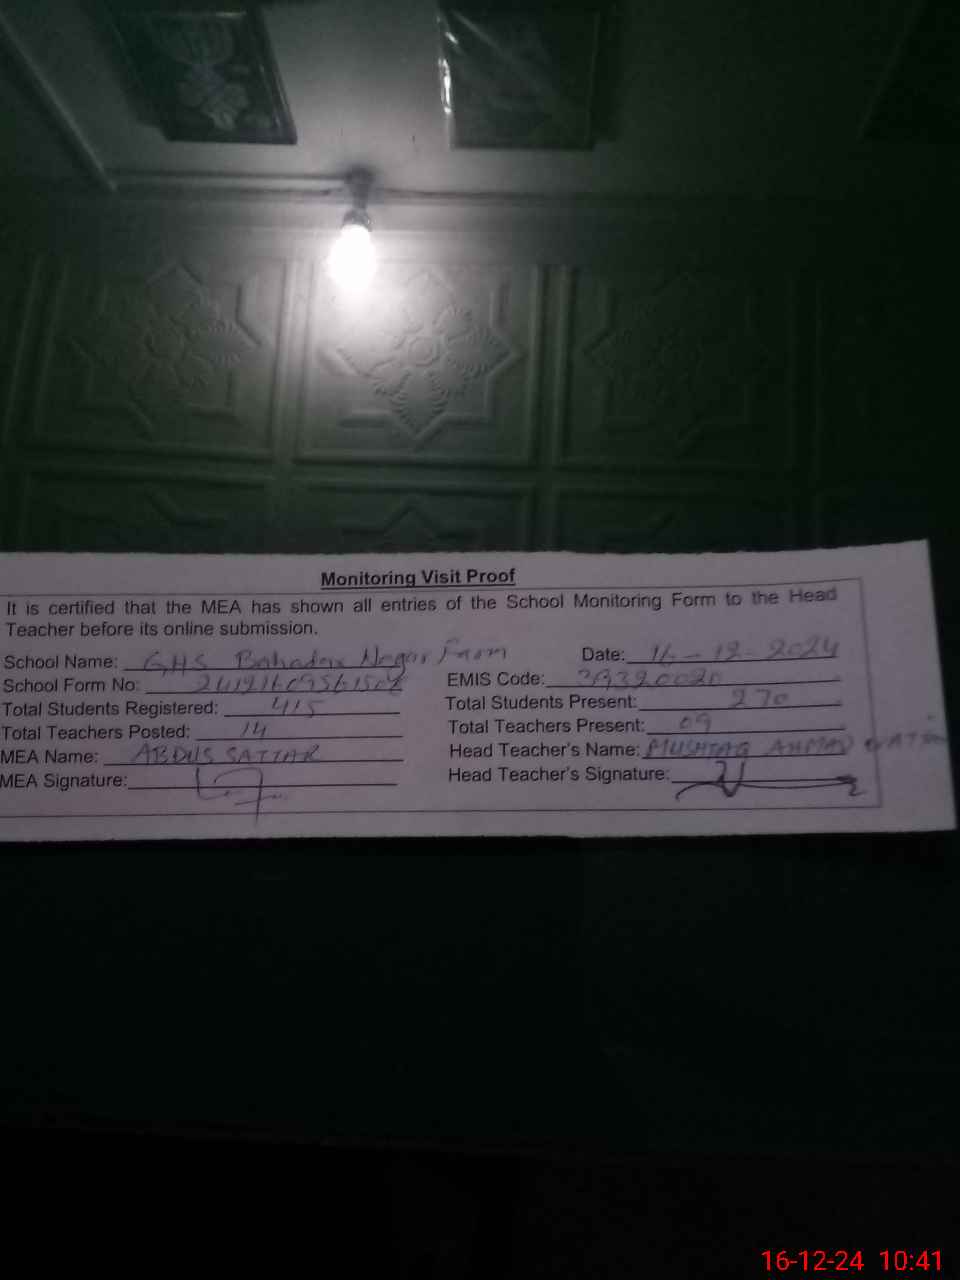 Monitoring Visit Proof
It is certified that the MEA has shown all entries of the School Monitoring Form to the Head
Teacher before its online submission.
School Name: GHS Bahadar Nagar Farm Date: 16-12-2024
School Form No: EMIS Code: 39320020
Total Students Registered: 415 Total Students Present: 270
Total Teachers Posted: 14 Total Teachers Present: 09
MEA Name: ABDUS SATTAR Head Teacher's Name: MUSHTAQ AHMAD
MEA Signature: Head Teacher's Signature:
16-12-24 10:41